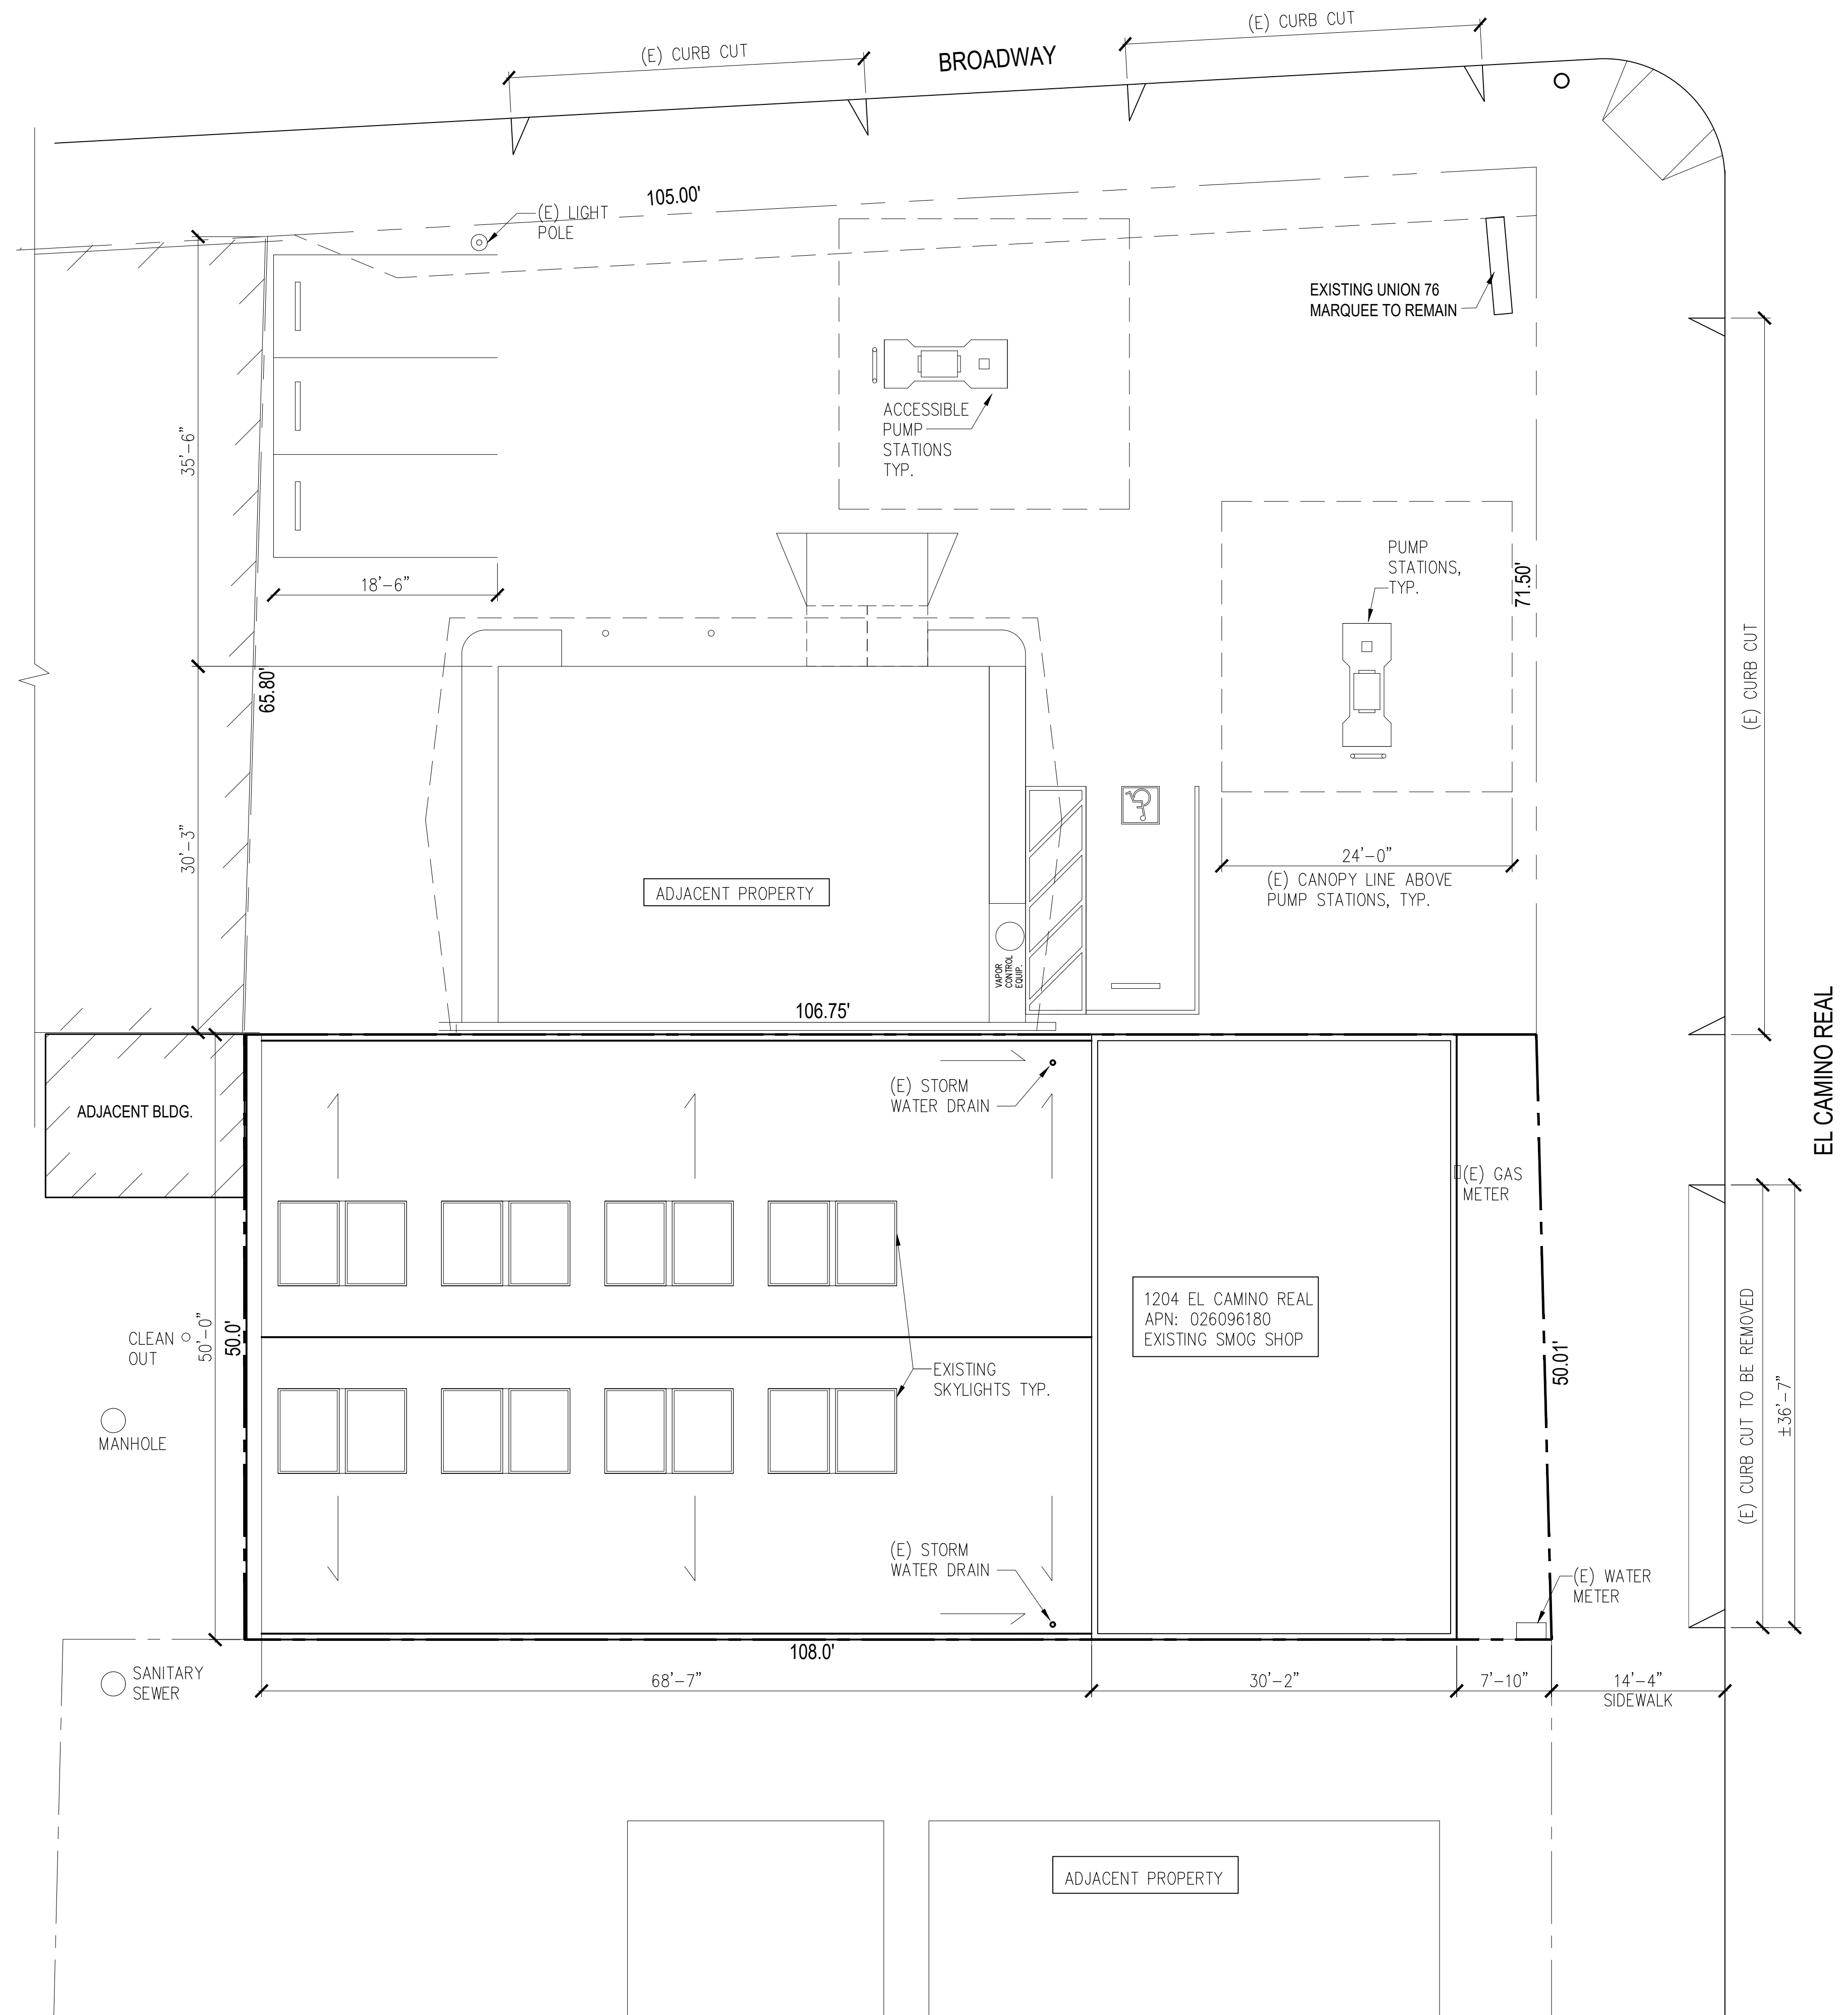 (E) CURB CUT
(E) CURB CUT
BROADWAY
105.00'
(E) LIGHT
POLE
EXISTING UNION 76
MARQUEE TO REMAIN
ACCESSIBLE
PUMP
STATIONS
TYP.
35'-6"
18'-6"
PUMP
STATIONS,
TYP.
71.50'
(E) CURB CUT
65.80'
30'-3"
24'-0"
(E) CANOPY LINE ABOVE
PUMP STATIONS, TYP.
ADJACENT PROPERTY
VAPOR
CONTROL
EQUIP.
106.75'
EL CAMINO REAL
ADJACENT BLDG.
(E) STORM
WATER DRAIN
(E) GAS
METER
1204 EL CAMINO REAL
APN: 026096180
EXISTING SMOG SHOP
CLEAN
OUT
50'-0"
50.0'
EXISTING
SKYLIGHTS TYP.
50.01'
(E) CURB CUT TO BE REMOVED
±36'-7"
MANHOLE
(E) STORM
WATER DRAIN
(E) WATER
METER
108.0'
SANITARY
SEWER
68'-7"
30'-2"
7'-10"
14'-4"
SIDEWALK
ADJACENT PROPERTY